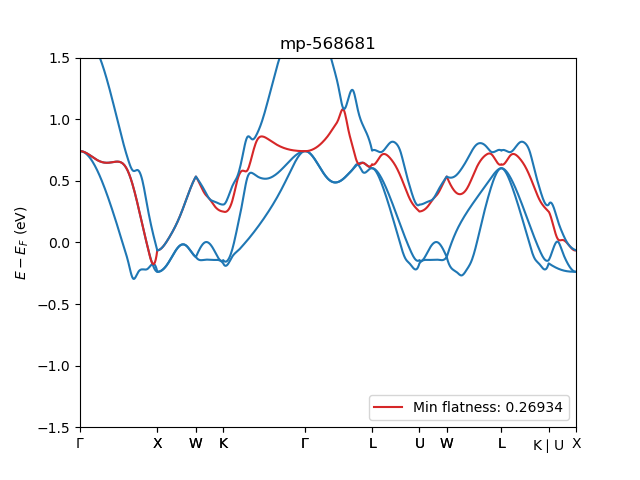 mp-568681
E − E_F (eV)
1.5
1.0
0.5
0.0
−0.5
−1.0
−1.5
Min flatness: 0.26934
Γ X W K Γ L U W L K | U X